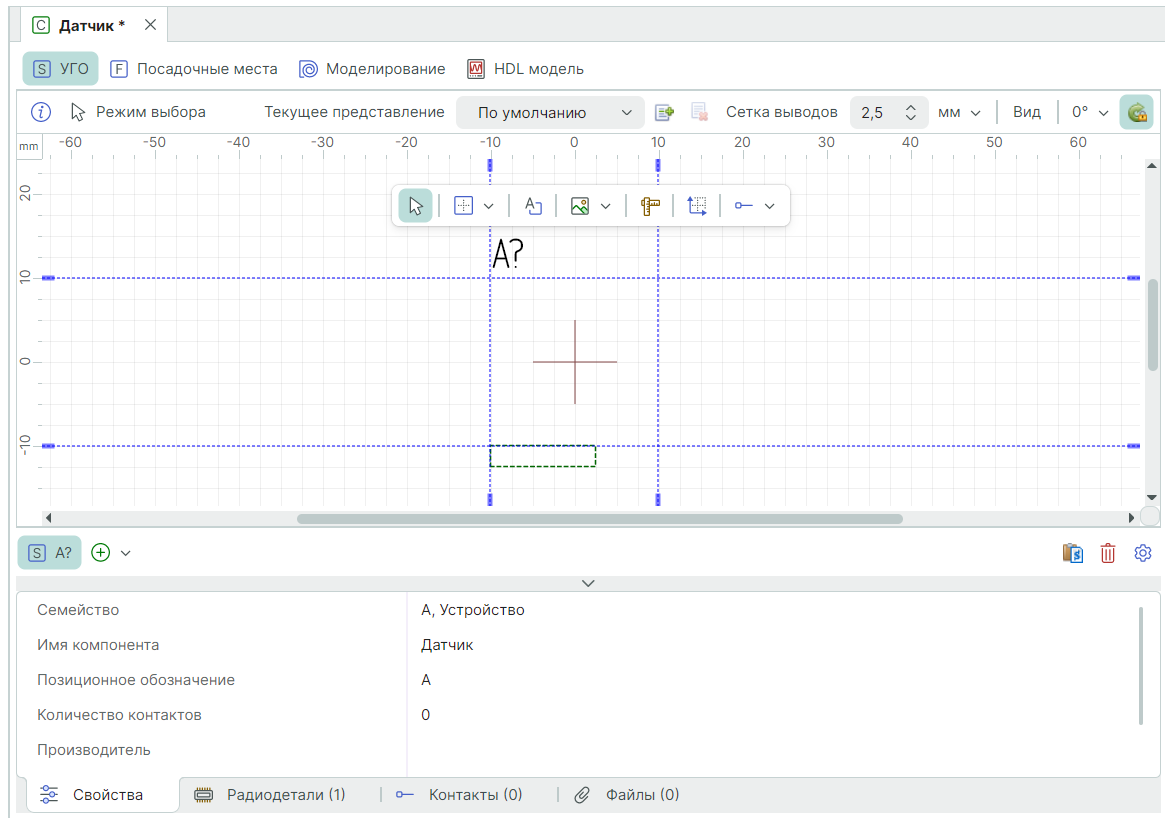 Датчик *
УГО Посадочные места Моделирование HDL модель
Режим выбора Текущее представление По умолчанию Сетка выводов 2,5 мм Вид 0°
mm -60 -50 -40 -30 -20 -10 0 10 20 30 40 50 60
20
A?
10
0
-10
S A?
Семейство A, Устройство
Имя компонента Датчик
Позиционное обозначение A
Количество контактов 0
Производитель
Свойства Радиодетали (1) Контакты (0) Файлы (0)